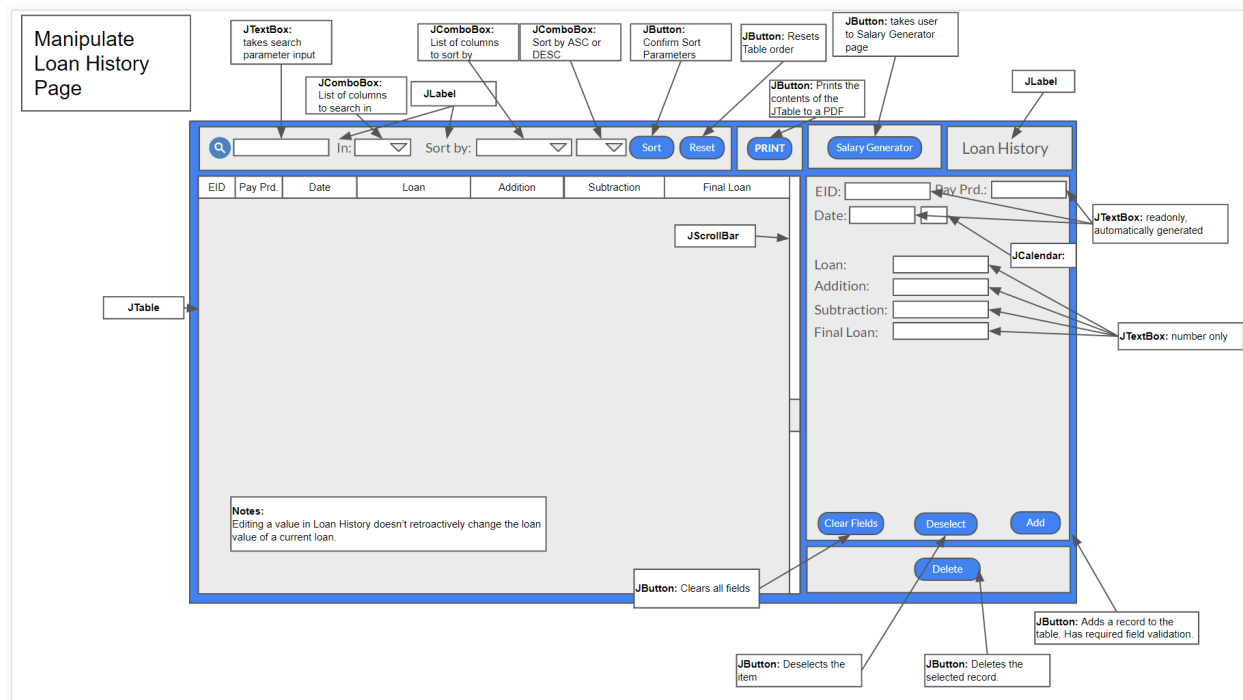 Manipulate
Loan History
Page
JTextBox:
takes search
parameter input
JComboBox:
List of columns
to search in
JLabel
JComboBox:
List of columns
to sort by
JComboBox:
Sort by ASC or
DESC
JButton:
Confirm Sort
Parameters
JButton: Resets
Table order
JButton: Prints the
contents of the
JTable to a PDF
JButton: takes user
to Salary Generator
page
JLabel
In:
Sort by:
Sort
Reset
PRINT
Salary Generator
Loan History
EID
Pay Prd.
Date
Loan
Addition
Subtraction
Final Loan
JScrollBar
JTable
Notes:
Editing a value in Loan History doesn't retroactively change the loan
value of a current loan.
EID:
Pay Prd.:
Date:
JTextBox: readonly,
automatically generated
JCalendar:
Loan:
Addition:
Subtraction:
Final Loan:
JTextBox: number only
Clear Fields
Deselect
Add
Delete
JButton: Clears all fields
JButton: Adds a record to the
table. Has required field validation.
JButton: Deselects the
item
JButton: Deletes the
selected record.